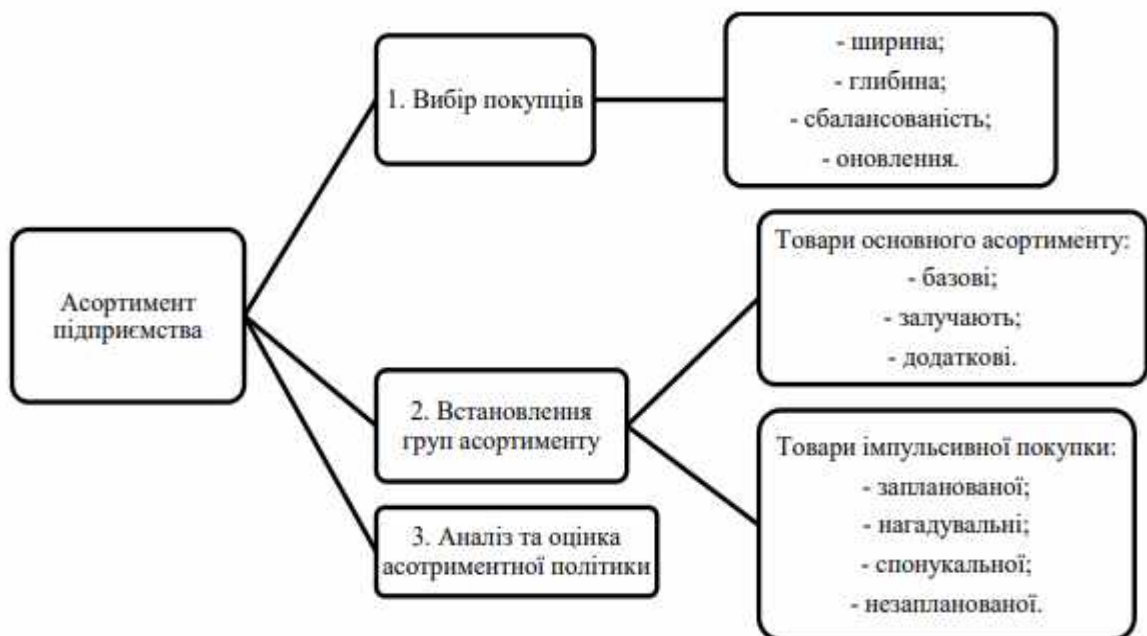 Асортимент
підприємства
1. Вибір покупців
- ширина;
- глибина;
- сбалансованість;
- оновлення.
2. Встановлення
груп асортименту
Товари основного асортименту:
- базові;
- залучають;
- додаткові.
Товари імпульсивної покупки:
- запланованої;
- нагадувальні;
- спонукальної;
- незапланованої.
3. Аналіз та оцінка
асотриментної політики